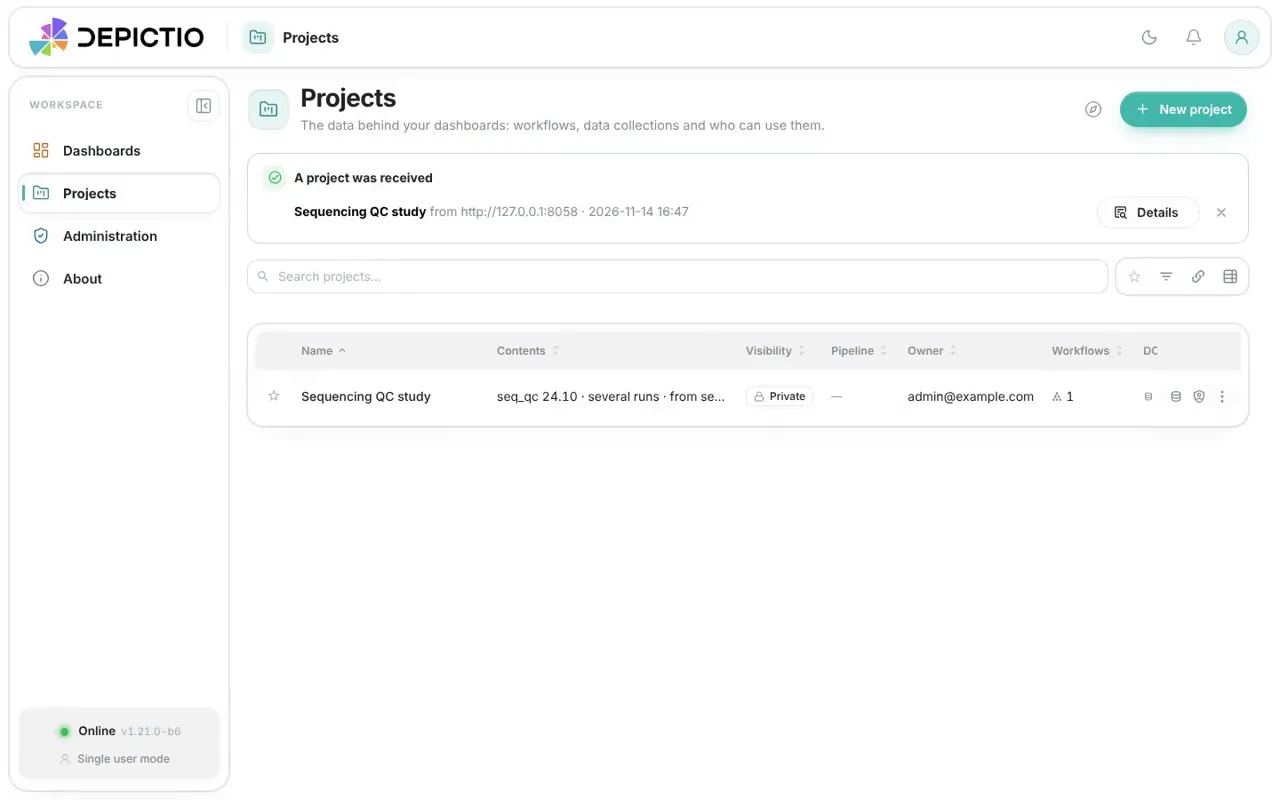 DEPICTIO
Projects
WORKSPACE
Dashboards
Projects
Administration
About
Online v1.21.0-b6
Single user mode
Projects
The data behind your dashboards: workflows, data collections and who can use them.
New project
A project was received
Sequencing QC study from http://127.0.0.1:8058 · 2026-11-14 16:47
Details
Search projects...
Name Contents Visibility Pipeline Owner Workflows DC
Sequencing QC study seq_qc 24.10 · several runs · from se... Private — admin@example.com 1